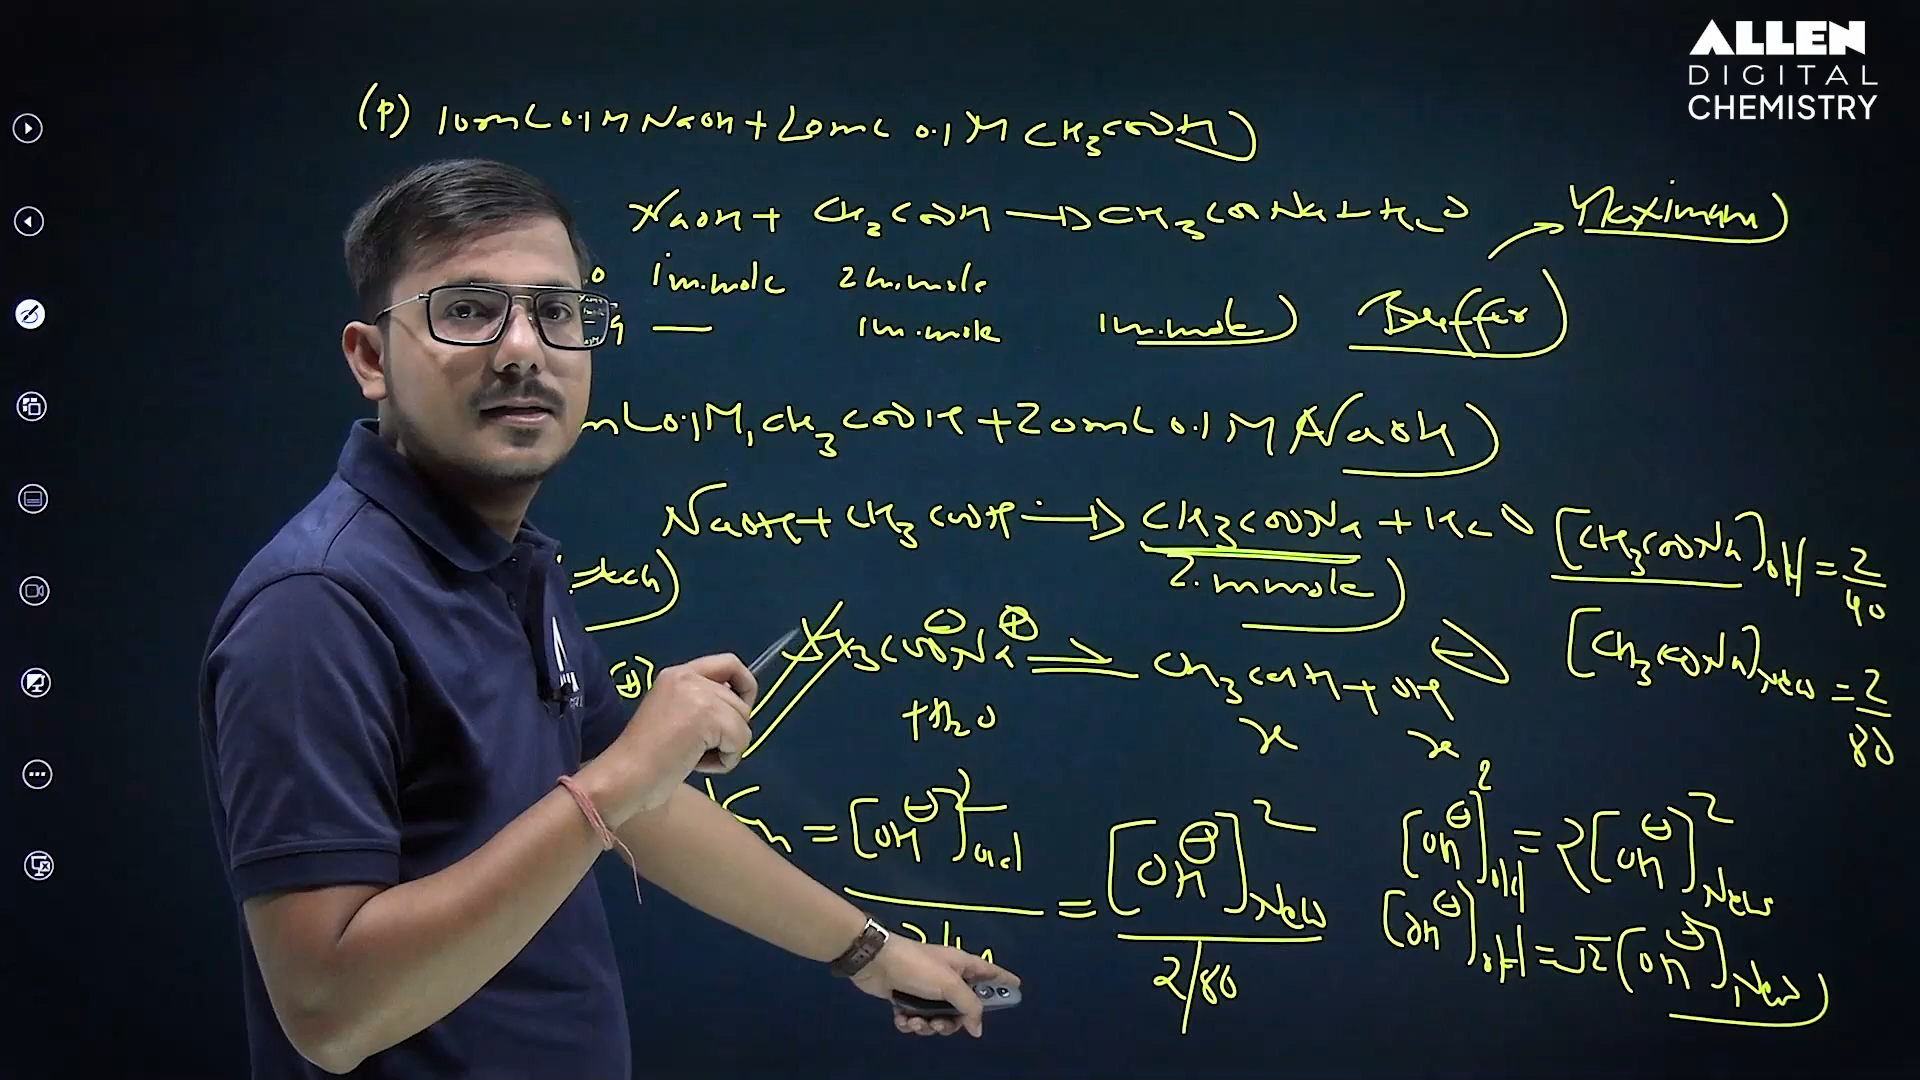 ALLEN
DIGITAL
CHEMISTRY
(P) 10mL 0.1M NaOH + 20mL 0.1M CH3COOH
NaOH + CH3COOH → CH3COONa + H2O
Maximum
1m.mole 2m.mole
— 1m.mole 1m.mole Buffer
mL 0.1M, CH3COOH + 20mL 0.1M NaOH
NaOH + CH3COOH → CH3COONa + H2O
2.mmole
[CH3COONa]old = 2/40
[CH3COONa]New = 2/80
CH3COO⊖Na⊕ ⇌ CH3COOH + OH
+H2O x x
= [OH⊖]²old = [OH⊖]²New
2/80
[OH⊖]²old = 2[OH⊖]²New
[OH⊖]old = √2[OH⊖]New